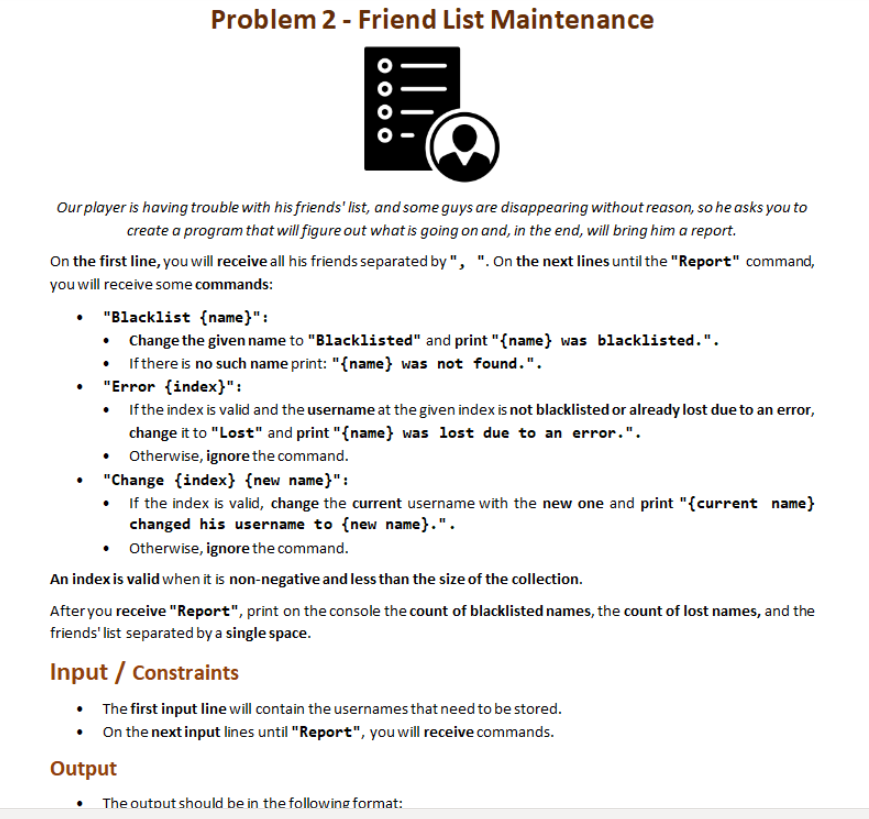 Problem 2 - Friend List Maintenance
Our player is having trouble with his friends' list, and some guys are disappearing without reason, so he asks you to
create a program that will figure out what is going on and, in the end, will bring him a report.
On the first line, you will receive all his friends separated by ", ". On the next lines until the "Report" command,
you will receive some commands:
• "Blacklist {name}":
• Change the given name to "Blacklisted" and print "{name} was blacklisted.".
• If there is no such name print: "{name} was not found.".
• "Error {index}":
• If the index is valid and the username at the given index is not blacklisted or already lost due to an error,
change it to "Lost" and print "{name} was lost due to an error.".
• Otherwise, ignore the command.
• "Change {index} {new name}":
• If the index is valid, change the current username with the new one and print "{current name}
changed his username to {new name}.".
• Otherwise, ignore the command.
An index is valid when it is non-negative and less than the size of the collection.
After you receive "Report", print on the console the count of blacklisted names, the count of lost names, and the
friends' list separated by a single space.
Input / Constraints
• The first input line will contain the usernames that need to be stored.
• On the next input lines until "Report", you will receive commands.
Output
• The output should be in the following format: